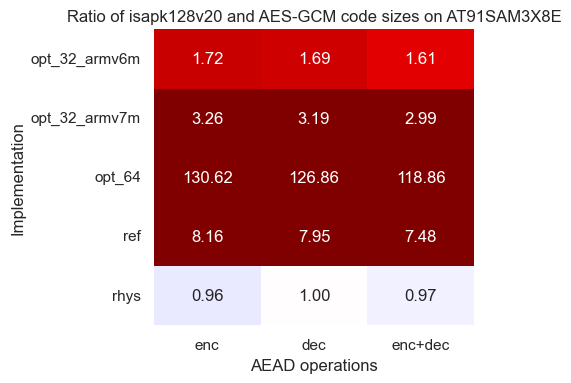 Ratio of isapk128v20 and AES-GCM code sizes on AT91SAM3X8E
Implementation
opt_32_armv6m 1.72 1.69 1.61
opt_32_armv7m 3.26 3.19 2.99
opt_64 130.62 126.86 118.86
ref 8.16 7.95 7.48
rhys 0.96 1.00 0.97
enc dec enc+dec
AEAD operations